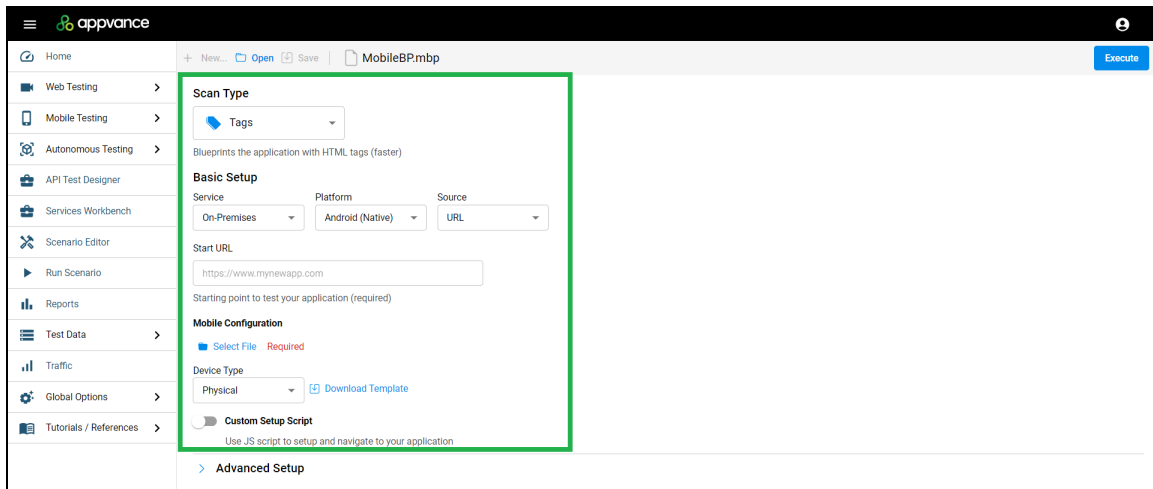 appvance
Home
Web Testing
Mobile Testing
Autonomous Testing
API Test Designer
Services Workbench
Scenario Editor
Run Scenario
Reports
Test Data
Traffic
Global Options
Tutorials / References
New... Open Save MobileBP.mbp Execute
Scan Type
Tags
Blueprints the application with HTML tags (faster)
Basic Setup
Service Platform Source
On-Premises Android (Native) URL
Start URL
https://www.mynewapp.com
Starting point to test your application (required)
Mobile Configuration
Select File Required
Device Type
Physical Download Template
Custom Setup Script
Use JS script to setup and navigate to your application
Advanced Setup